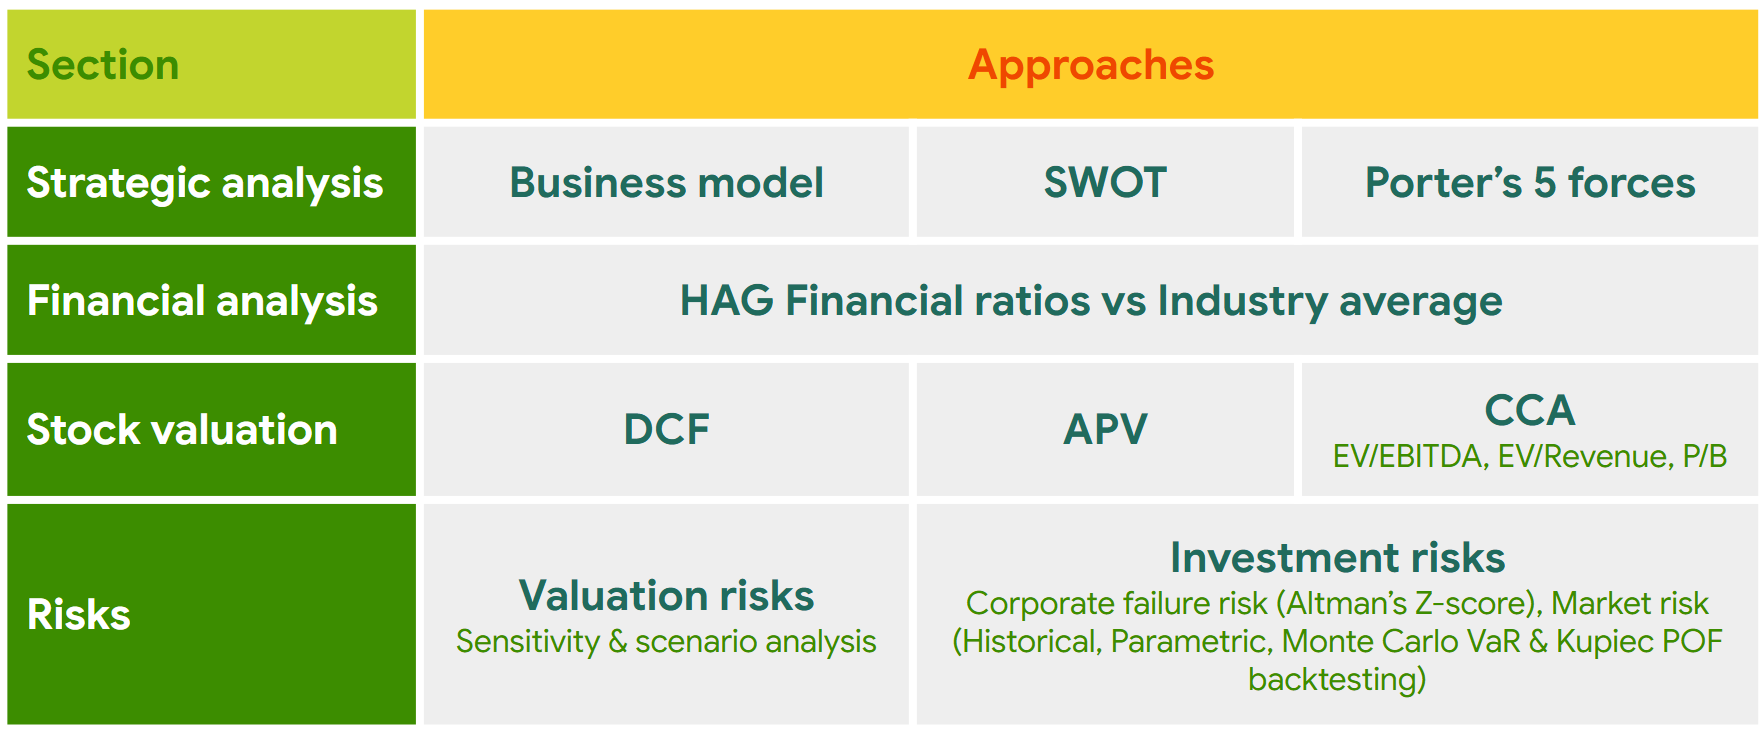 Section
Approaches
Strategic analysis
Business model
SWOT
Porter’s 5 forces
Financial analysis
HAG Financial ratios vs Industry average
Stock valuation
DCF
APV
CCA
EV/EBITDA, EV/Revenue, P/B
Risks
Valuation risks
Sensitivity & scenario analysis
Investment risks
Corporate failure risk (Altman’s Z-score), Market risk
(Historical, Parametric, Monte Carlo VaR & Kupiec POF
backtesting)